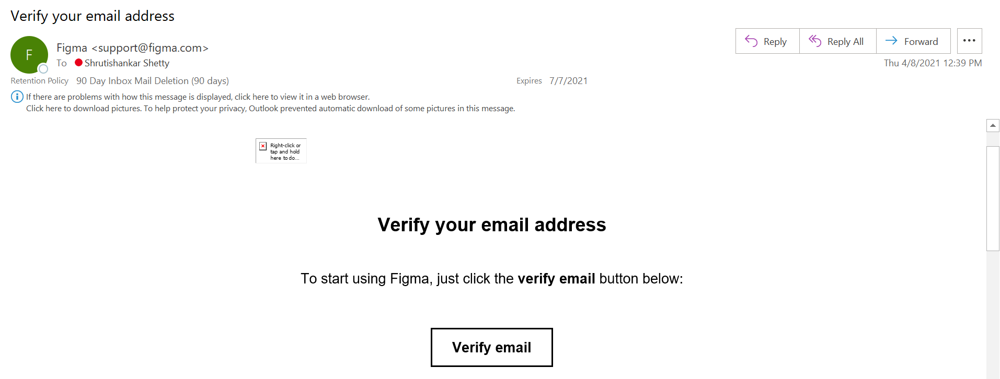 Verify your email address
F
Figma <support@figma.com>
To Shrutishankar Shetty
Reply
Reply All
Forward
Thu 4/8/2021 12:39 PM
Retention Policy 90 Day Inbox Mail Deletion (90 days)
Expires 7/7/2021
If there are problems with how this message is displayed, click here to view it in a web browser.
Click here to download pictures. To help protect your privacy, Outlook prevented automatic download of some pictures in this message.
Right-click or
tap and hold
here to do...
Verify your email address
To start using Figma, just click the verify email button below:
Verify email